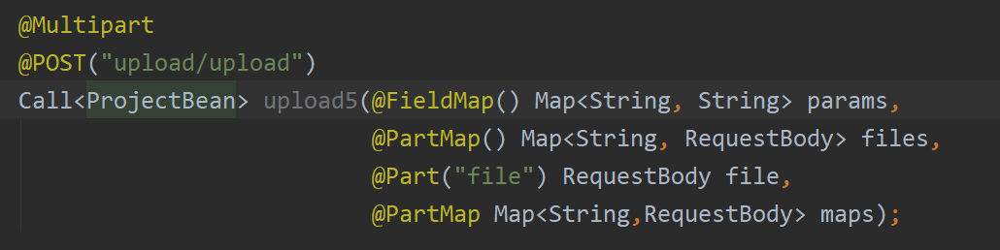 @Multipart
@POST("upload/upload")
Call<ProjectBean> upload5(@FieldMap() Map<String, String> params,
@PartMap() Map<String, RequestBody> files,
@Part("file") RequestBody file,
@PartMap Map<String,RequestBody> maps);